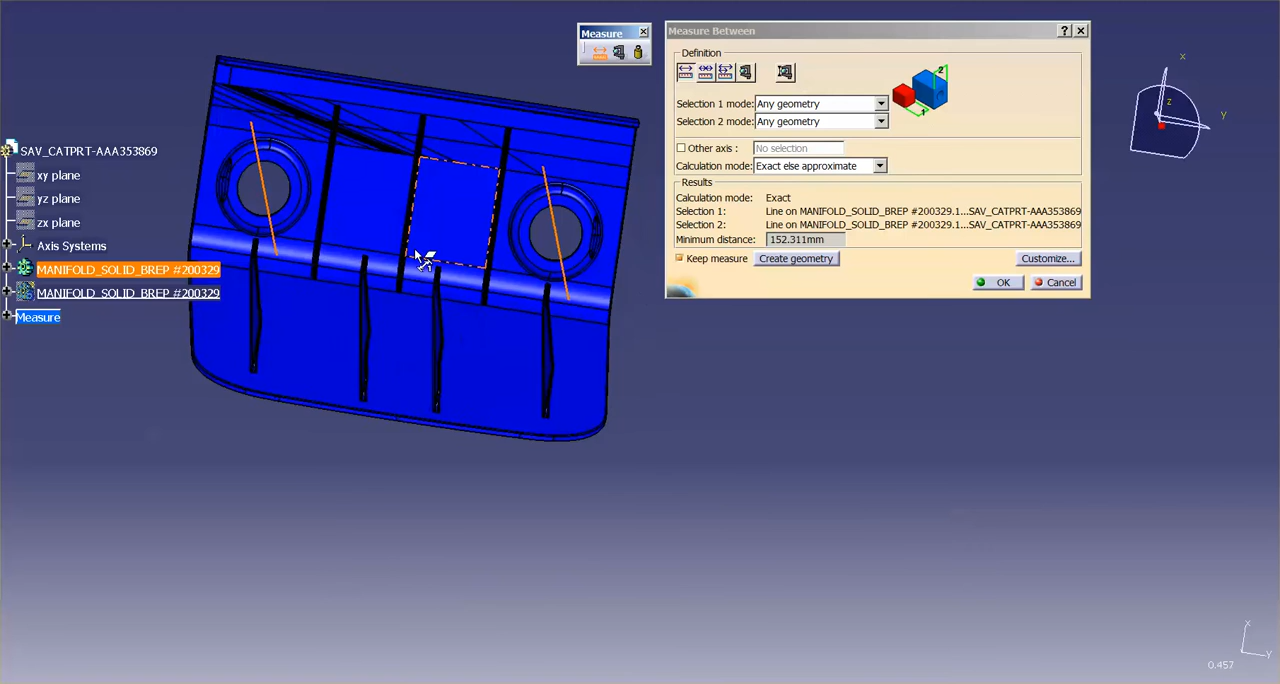 Measure
Measure Between
Definition
Selection 1 mode: Any geometry
Selection 2 mode: Any geometry
Other axis : No selection
Calculation mode: Exact else approximate
Results
Calculation mode: Exact
Selection 1: Line on MANIFOLD_SOLID_BREP #200329.1...SAV_CATPRT-AAA353869
Selection 2: Line on MANIFOLD_SOLID_BREP #200329.1...SAV_CATPRT-AAA353869
Minimum distance: 152.311mm
Keep measure Create geometry Customize...
OK Cancel
SAV_CATPRT-AAA353869
xy plane
yz plane
zx plane
Axis Systems
MANIFOLD_SOLID_BREP #200329
MANIFOLD_SOLID_BREP #200329
Measure
x
z
y
1
2
x
y
0.457